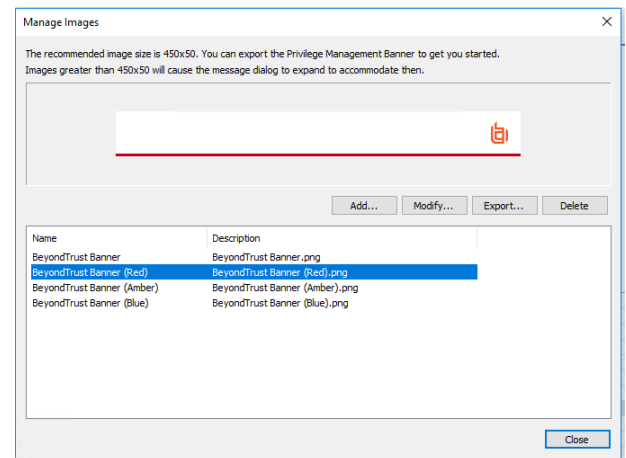 Manage Images
The recommended image size is 450x50. You can export the Privilege Management Banner to get you started.
Images greater than 450x50 will cause the message dialog to expand to accommodate then.
Add... Modify... Export... Delete
Name Description
BeyondTrust Banner BeyondTrust Banner.png
BeyondTrust Banner (Red) BeyondTrust Banner (Red).png
BeyondTrust Banner (Amber) BeyondTrust Banner (Amber).png
BeyondTrust Banner (Blue) BeyondTrust Banner (Blue).png
Close